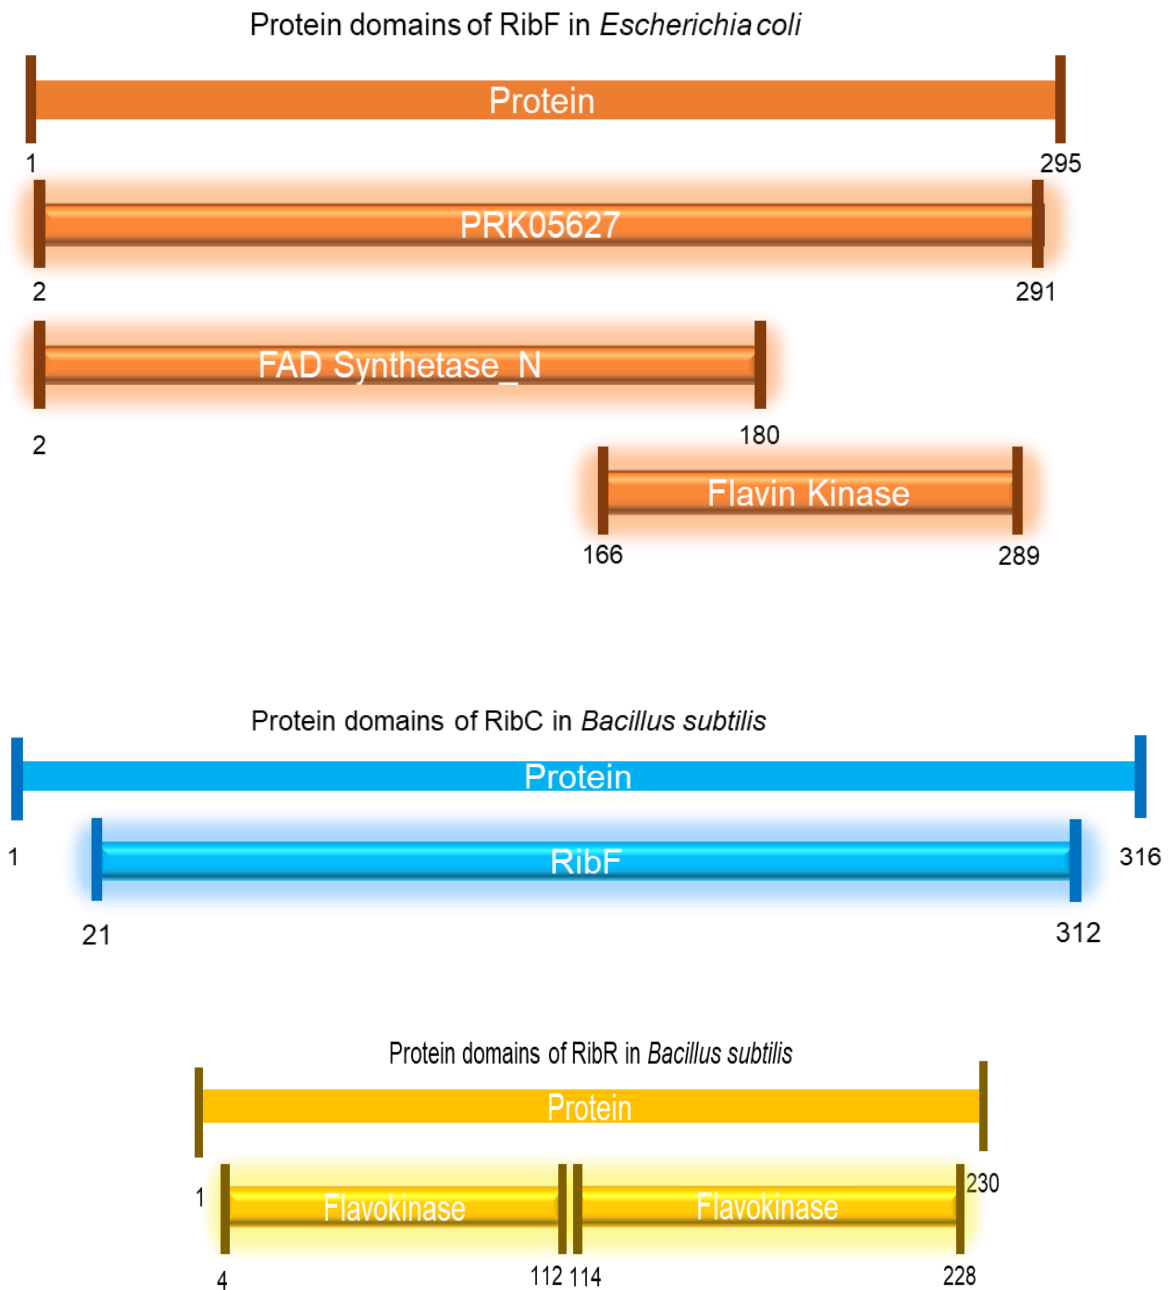 Protein domains of RibF in Escherichia coli
Protein
1 295
PRK05627
2 291
FAD Synthetase_N
2 180
Flavin Kinase
166 289
Protein domains of RibC in Bacillus subtilis
Protein
1 316
RibF
21 312
Protein domains of RibR in Bacillus subtilis
Protein
1 230
Flavokinase Flavokinase
4 112 114 228